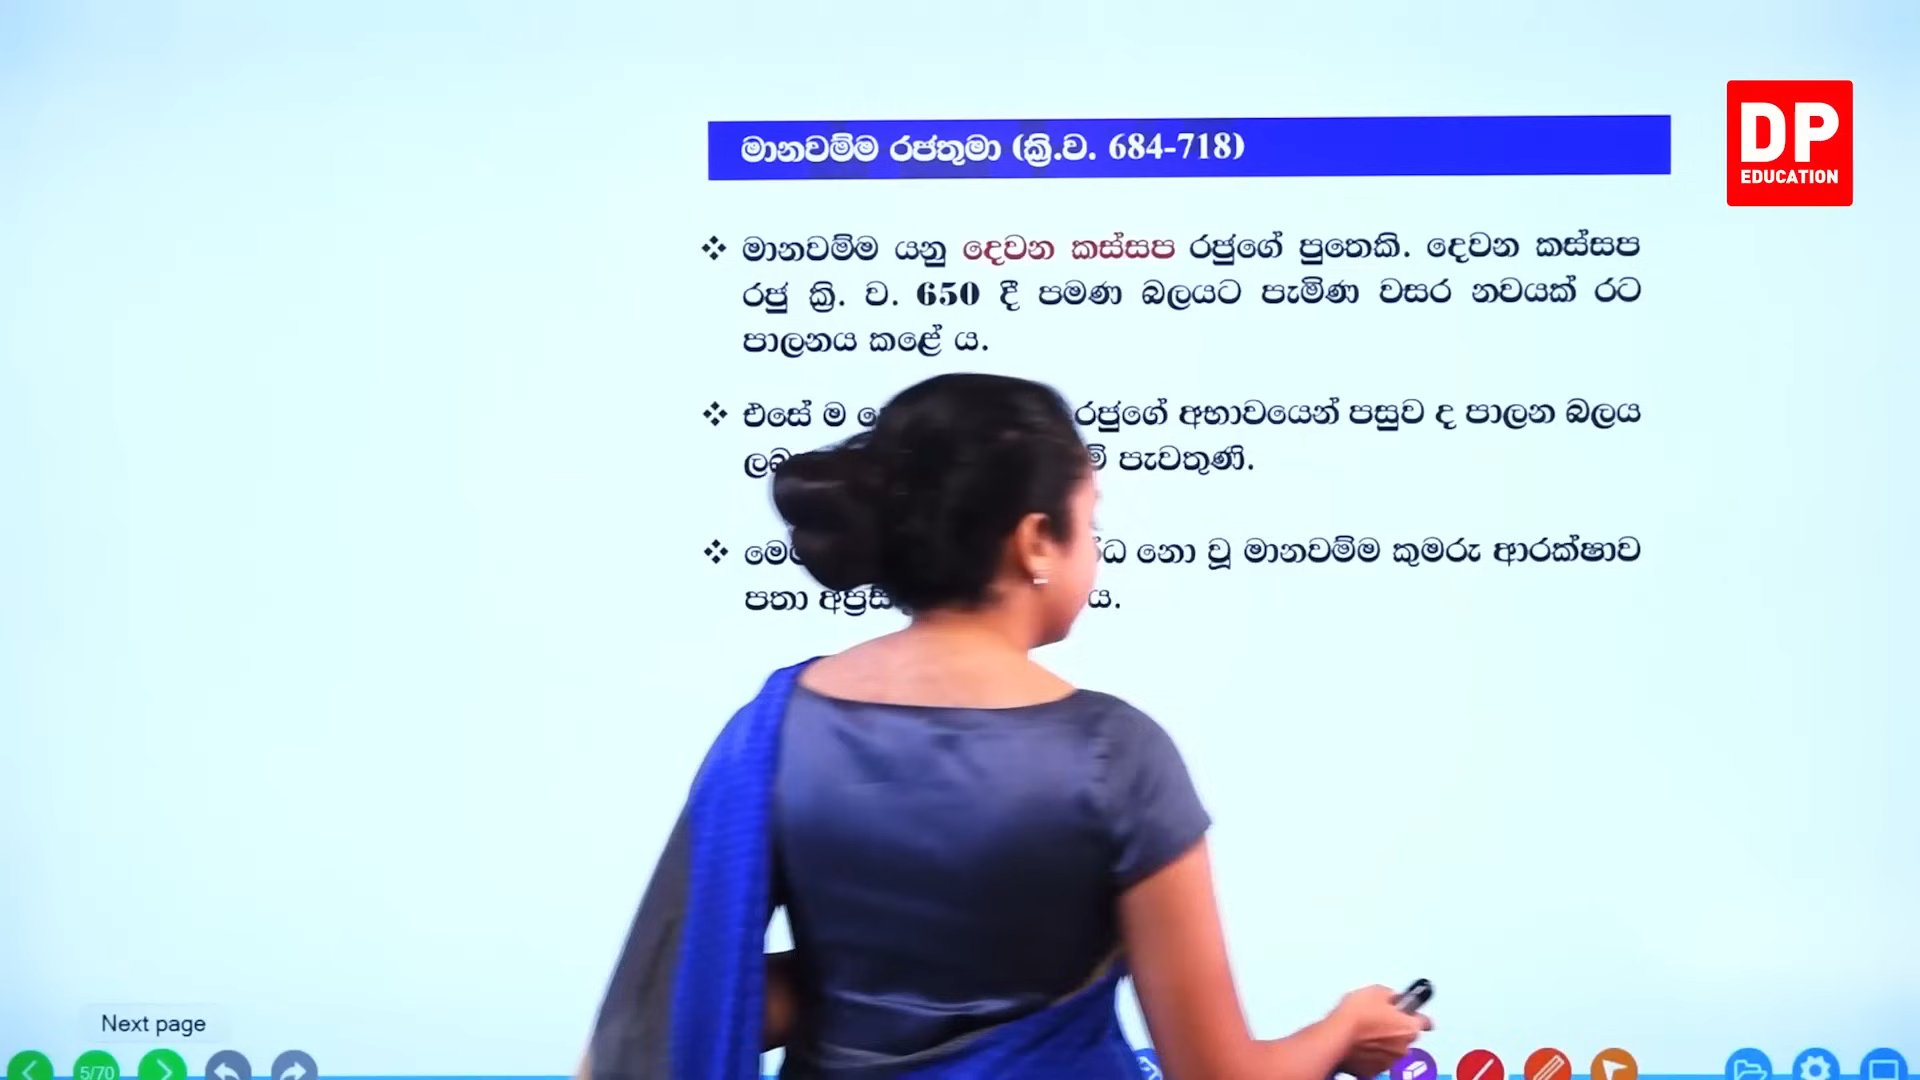 DP
EDUCATION
මානවම්ම රජතුමා (ක්‍රි.ව. 684-718)
❖ මානවම්ම යනු දෙවන කස්සප රජුගේ පුතෙකි. දෙවන කස්සප
රජු ක්‍රි. ව. 650 දී පමණ බලයට පැමිණ වසර නවයක් රට
පාලනය කළේ ය.
❖ එසේ ම රජුගේ අභාවයෙන් පසුව ද පාලන බලය
පැවතුණි.
❖ නො වූ මානවම්ම කුමරු ආරක්ෂාව
පතා ය.
Next page
5/70